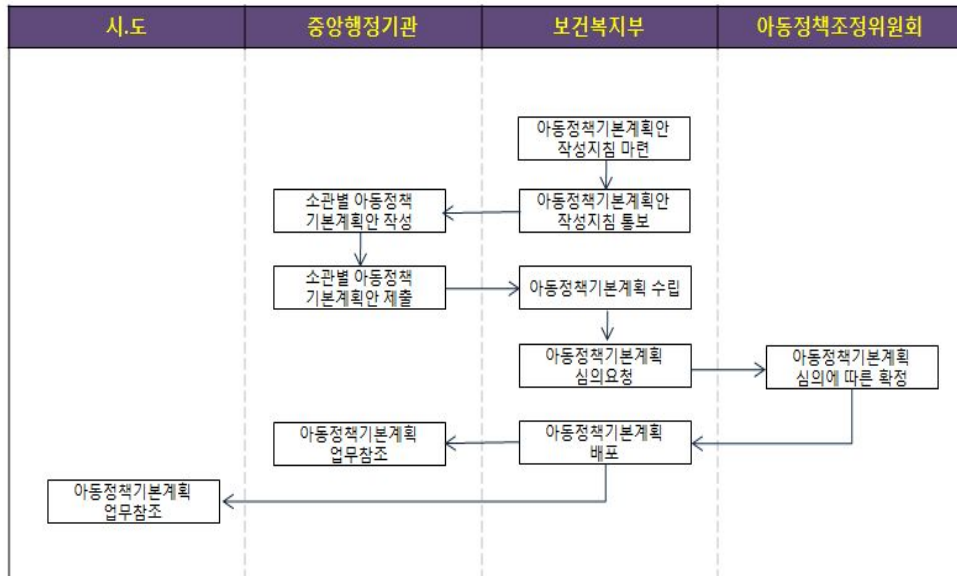 시.도
중앙행정기관
보건복지부
아동정책조정위원회
아동정책기본계획안
작성지침 마련
소관별 아동정책
기본계획안 작성
아동정책기본계획안
작성지침 통보
소관별 아동정책
기본계획안 제출
아동정책기본계획 수립
아동정책기본계획
심의요청
아동정책기본계획
심의에 따른 확정
아동정책기본계획
업무참조
아동정책기본계획
배포
아동정책기본계획
업무참조